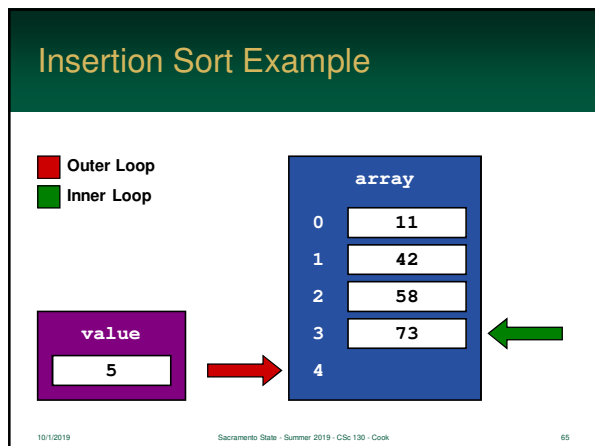 Insertion Sort Example
Outer Loop
Inner Loop
array
0 11
1 42
2 58
3 73
4
value
5
10/1/2019 Sacramento State - Summer 2019 - CSc 130 - Cook 65